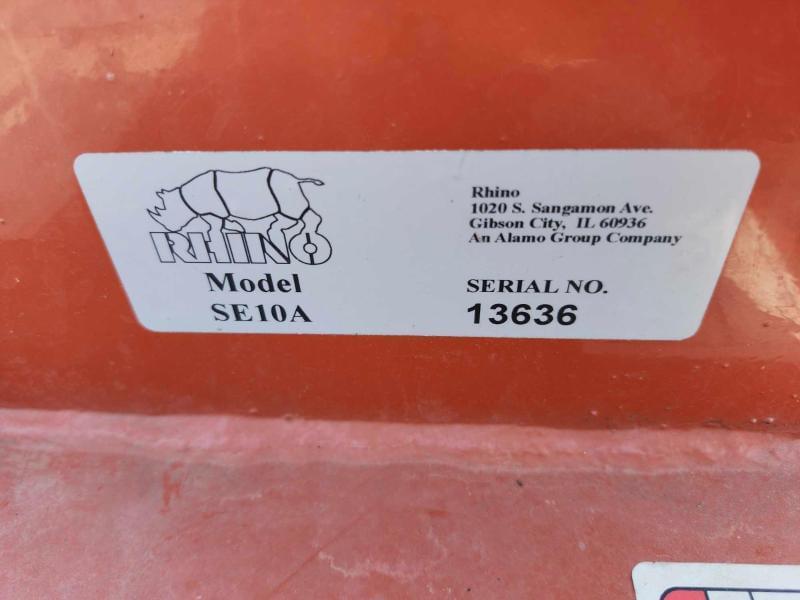 RHINO
Model
SE10A
Rhino
1020 S. Sangamon Ave.
Gibson City, IL 60936
An Alamo Group Company
SERIAL NO.
13636